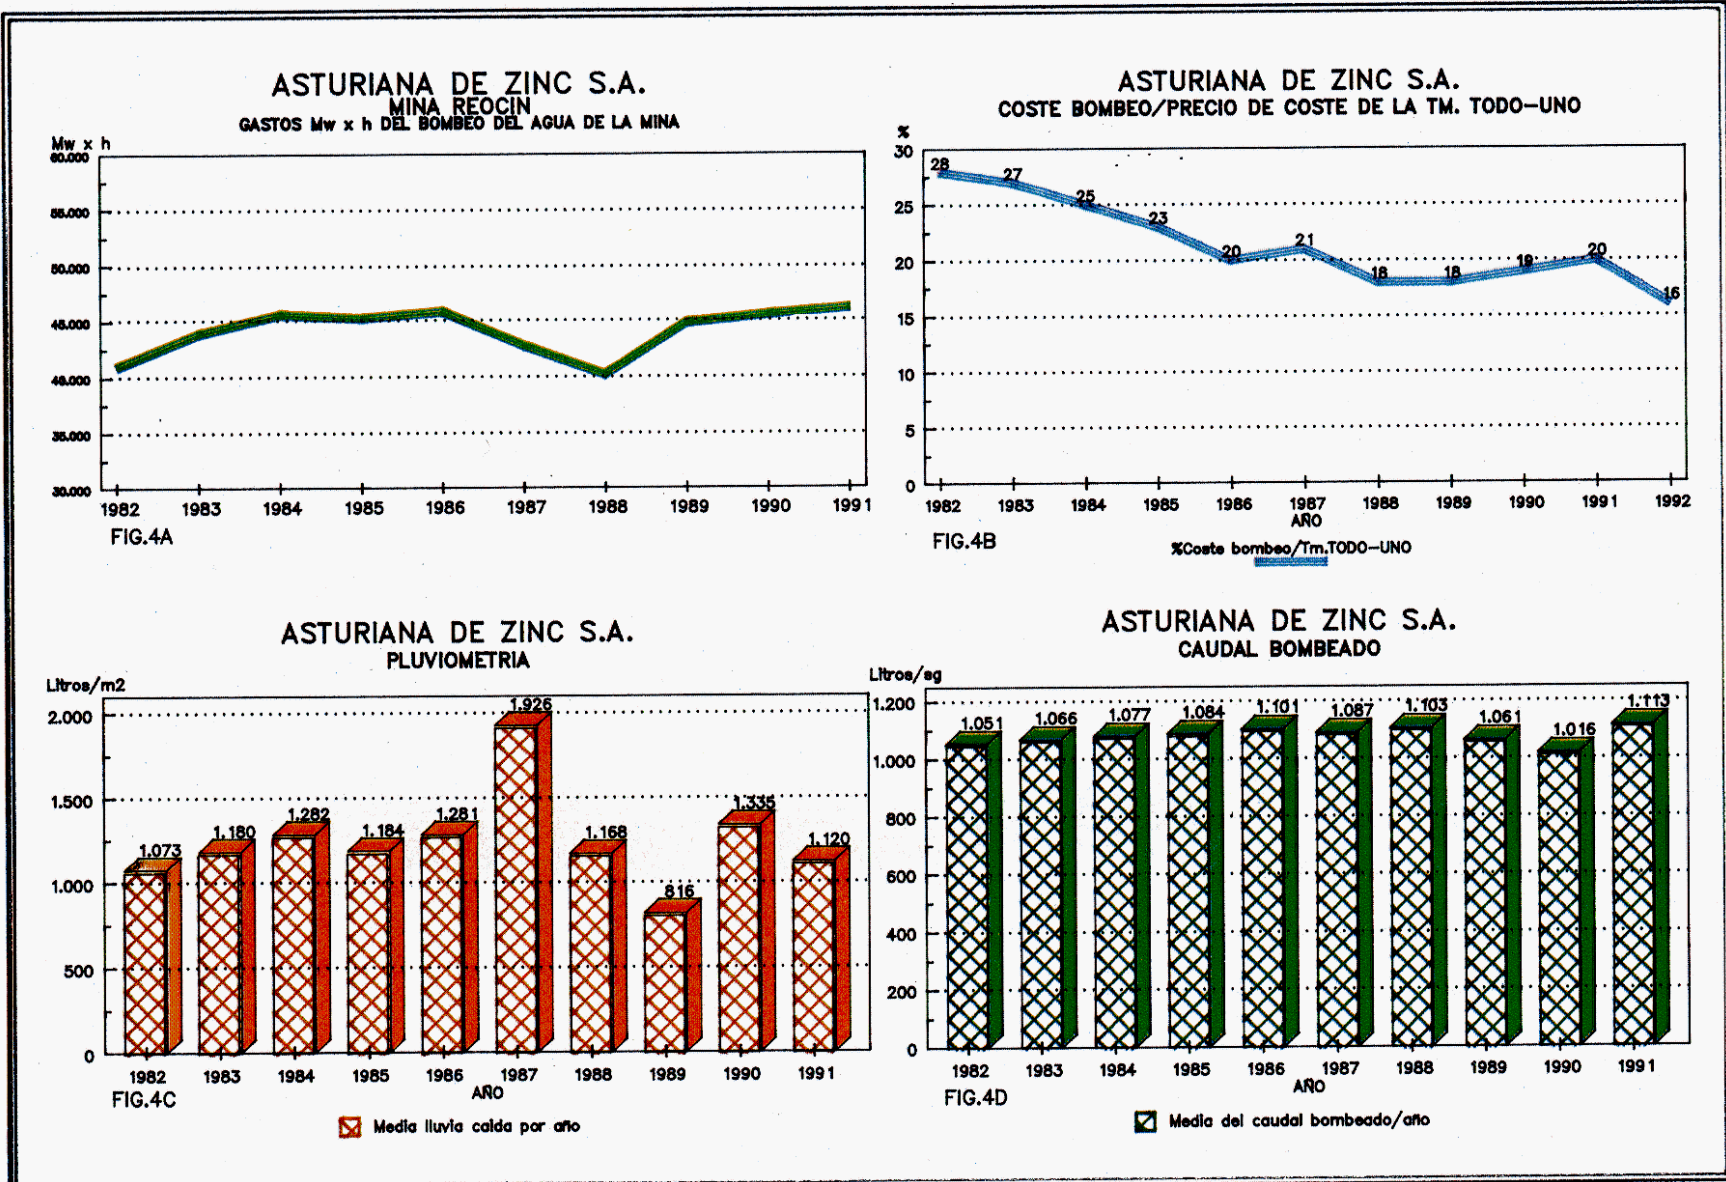 ASTURIANA DE ZINC S.A.
MINA REOCIN
GASTOS Mw x h DEL BOMBEO DEL AGUA DE LA MINA
Mw x h
60.000
55.000
50.000
45.000
40.000
35.000
30.000
1982 1983 1984 1985 1986 1987 1988 1989 1990 1991
FIG.4A
ASTURIANA DE ZINC S.A.
COSTE BOMBEO/PRECIO DE COSTE DE LA TM. TODO-UNO
%
30
25
20
15
10
5
0
28 27 25 23 20 21 18 18 19 20 16
1982 1983 1984 1985 1986 1987 1988 1989 1990 1991 1992
AÑO
FIG.4B
%Coste bombeo/Tm.TODO-UNO
ASTURIANA DE ZINC S.A.
PLUVIOMETRIA
Litros/m2
2.000
1.500
1.000
500
0
1.073 1.180 1.282 1.184 1.281 1.926 1.168 816 1.335 1.120
1982 1983 1984 1985 1986 1987 1988 1989 1990 1991
AÑO
FIG.4C
Media lluvia caida por año
ASTURIANA DE ZINC S.A.
CAUDAL BOMBEADO
Litros/sg
1.200
1.000
800
600
400
200
0
1.051 1.066 1.077 1.084 1.101 1.087 1.103 1.061 1.016 1.113
1982 1983 1984 1985 1986 1987 1988 1989 1990 1991
AÑO
FIG.4D
Media del caudal bombeado/año